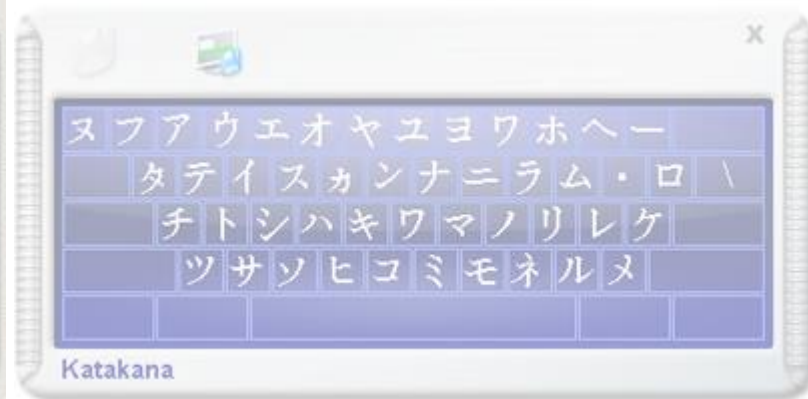 x
ヌフアウエオヤユヨワホヘー
タテイスヵンナニラム・ロ \
チトシハキワマノリレケ
ツサソヒコミモネルメ
Katakana